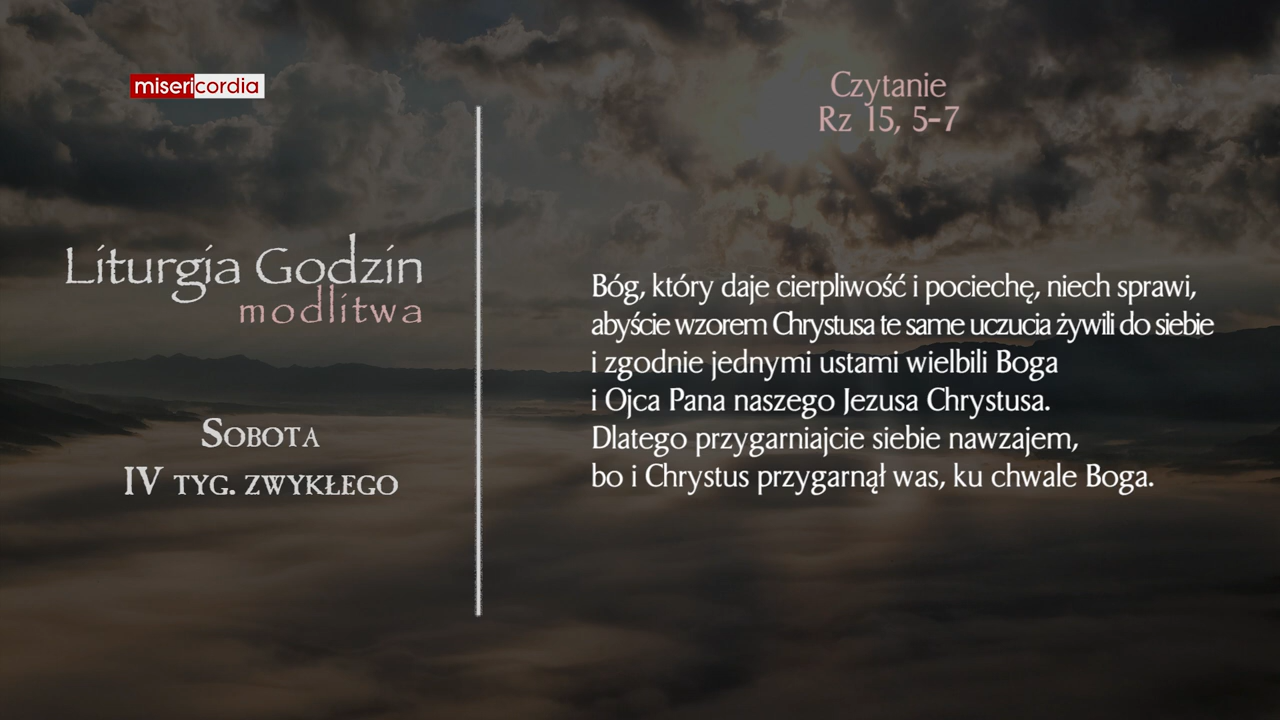 misericordia
Liturgia Godzin
modlitwa
Sobota
IV tyg. zwykłego
Czytanie
Rz 15, 5-7
Bóg, który daje cierpliwość i pociechę, niech sprawi,
abyście wzorem Chrystusa te same uczucia żywili do siebie
i zgodnie jednymi ustami wielbili Boga
i Ojca Pana naszego Jezusa Chrystusa.
Dlatego przygarniajcie siebie nawzajem,
bo i Chrystus przygarnął was, ku chwale Boga.